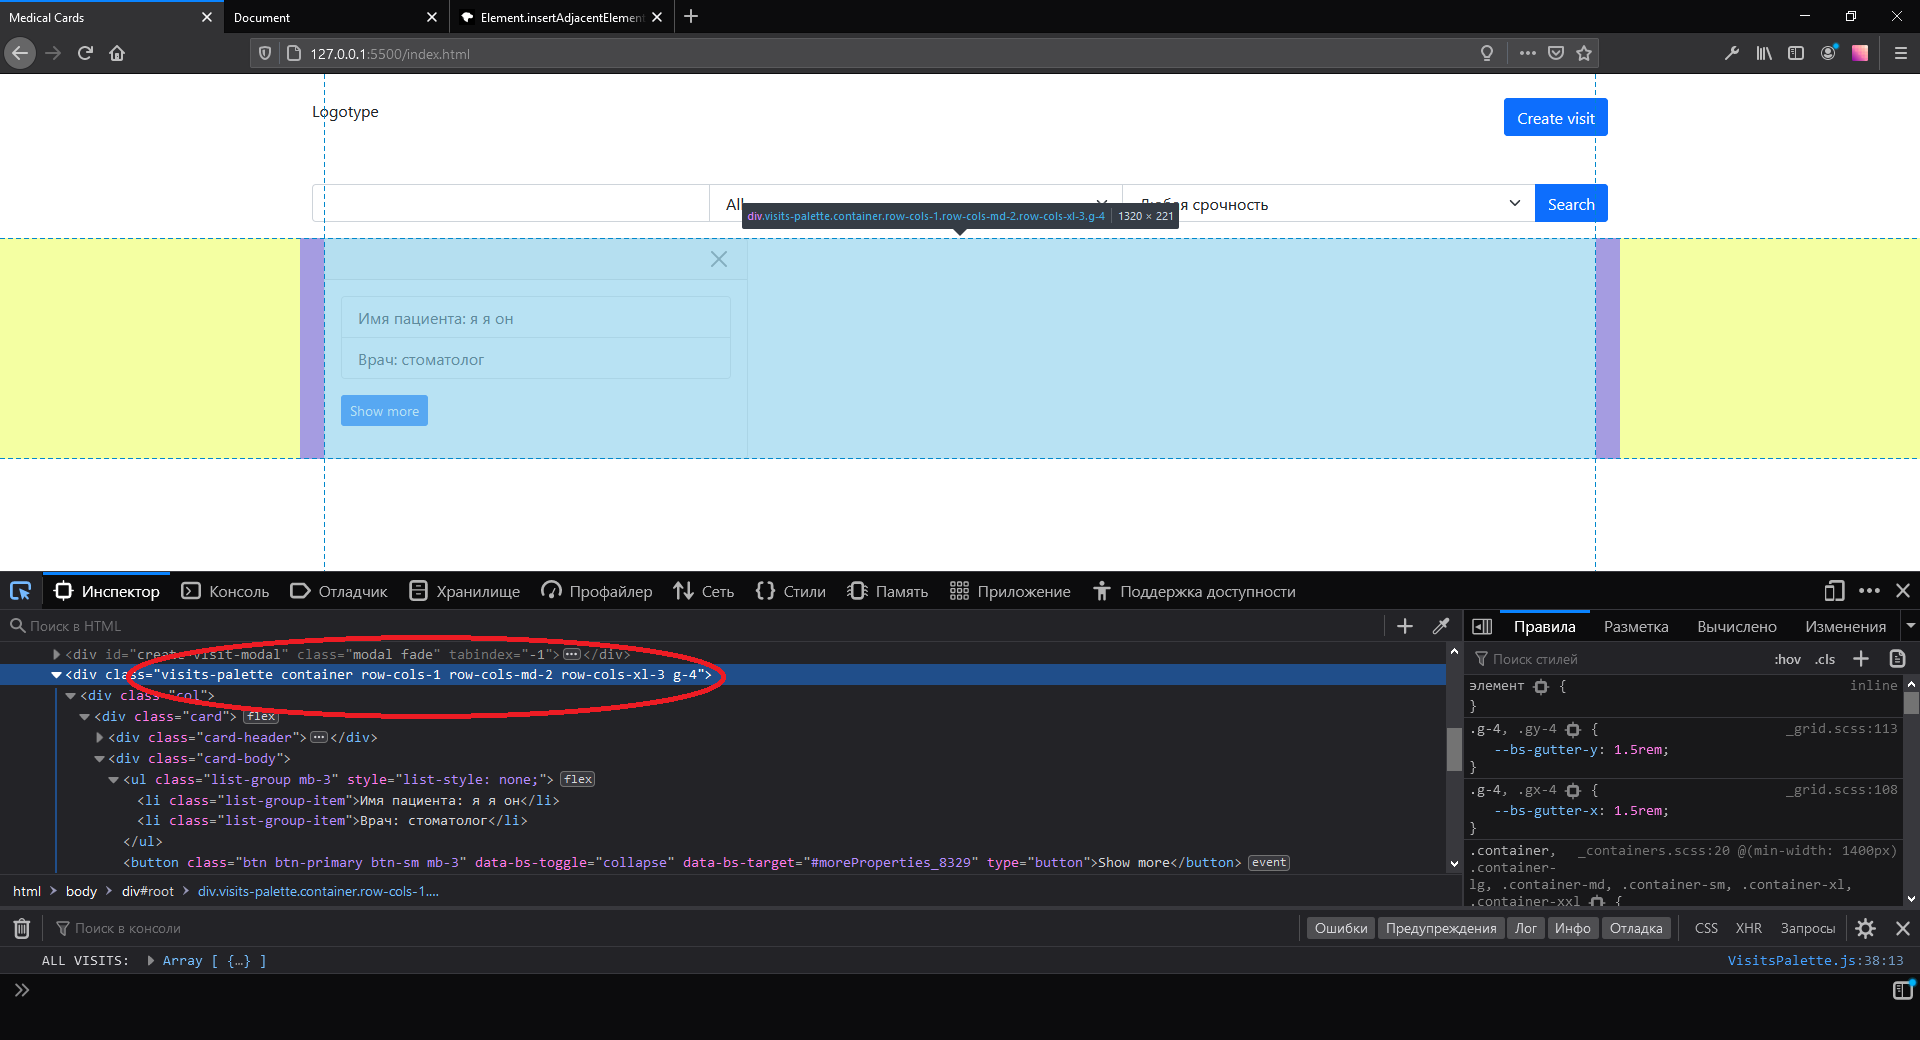 Medical Cards
Document
Element.insertAdjacentElemen
127.0.0.1:5500/index.html
Logotype
Create visit
All
Любая срочность
Search
div.visits-palette.container.row-cols-1.row-cols-md-2.row-cols-xl-3.g-4 1320 × 221
Имя пациента: я я он
Врач: стоматолог
Show more
Инспектор Консоль Отладчик Хранилище Профайлер Сеть Стили Память Приложение Поддержка доступности
Поиск в HTML
<div id="create-visit-modal" class="modal fade" tabindex="-1">…</div>
<div class="visits-palette container row-cols-1 row-cols-md-2 row-cols-xl-3 g-4">
<div class="col">
<div class="card"> flex
<div class="card-header">…</div>
<div class="card-body">
<ul class="list-group mb-3" style="list-style: none;"> flex
<li class="list-group-item">Имя пациента: я я он</li>
<li class="list-group-item">Врач: стоматолог</li>
</ul>
<button class="btn btn-primary btn-sm mb-3" data-bs-toggle="collapse" data-bs-target="#moreProperties_8329" type="button">Show more</button> event
html > body > div#root > div.visits-palette.container.row-cols-1....
Правила Разметка Вычислено Изменения
Поиск стилей :hov .cls +
элемент { inline
}
.g-4, .gy-4 { _grid.scss:113
--bs-gutter-y: 1.5rem;
}
.g-4, .gx-4 { _grid.scss:108
--bs-gutter-x: 1.5rem;
}
.container, _containers.scss:20 @(min-width: 1400px)
.container-
lg, .container-md, .container-sm, .container-xl,
.container-xxl {
Поиск в консоли
Ошибки Предупреждения Лог Инфо Отладка CSS XHR Запросы
ALL VISITS: Array [ {…} ] VisitsPalette.js:38:13